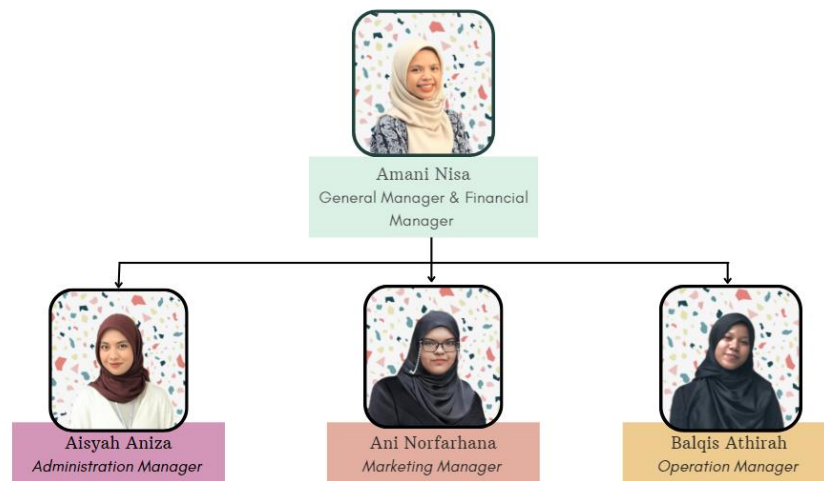 Amani Nisa
General Manager & Financial
Manager
Aisyah Aniza
Administration Manager
Ani Norfarhana
Marketing Manager
Balqis Athirah
Operation Manager